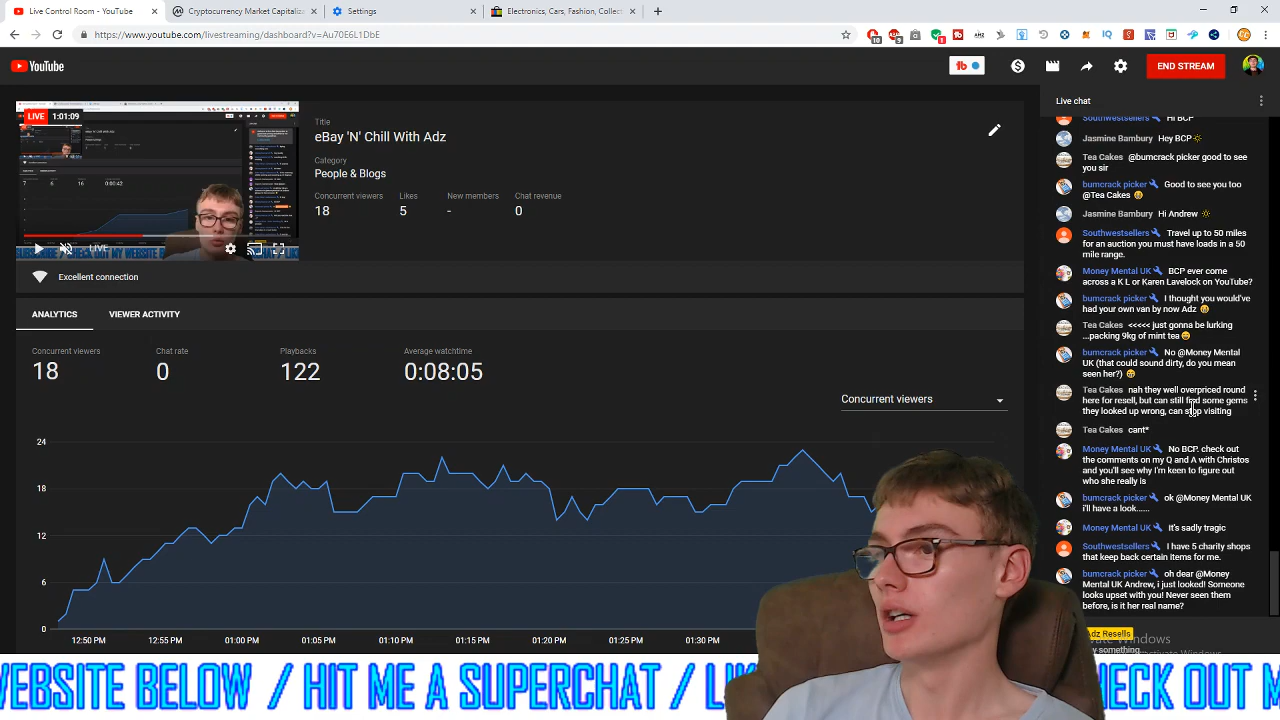 Live Control Room - YouTube
Cryptocurrency Market Capitaliz
Settings
Electronics, Cars, Fashion, Collect
https://www.youtube.com/livestreaming/dashboard?v=Au70E6L1DbE
YouTube
END STREAM
LIVE 1:01:09
LIVE
Title
eBay 'N' Chill With Adz
Category
People & Blogs
Concurrent viewers Likes New members Chat revenue
18 5 - 0
Excellent connection
ANALYTICS VIEWER ACTIVITY
Concurrent viewers Chat rate Playbacks Average watchtime
18 0 122 0:08:05
Concurrent viewers
24
18
12
6
0
12:50 PM 12:55 PM 01:00 PM 01:05 PM 01:10 PM 01:15 PM 01:20 PM 01:25 PM 01:30 PM
Live chat
Southwestsellers Hi BCP
Jasmine Bambury Hey BCP
Tea Cakes @bumcrack picker good to see
you sir
bumcrack picker Good to see you too
@Tea Cakes
Jasmine Bambury Hi Andrew
Southwestsellers Travel up to 50 miles
for an auction you must have loads in a 50
mile range.
Money Mental UK BCP ever come
across a K L or Karen Lavelock on YouTube?
bumcrack picker I thought you would've
had your own van by now Adz
Tea Cakes <<<<< just gonna be lurking
...packing 9kg of mint tea
bumcrack picker No @Money Mental
UK (that could sound dirty, do you mean
seen her?)
Tea Cakes nah they well overpriced round
here for resell, but can still find some gems
they looked up wrong, can stop visiting
Tea Cakes cant*
Money Mental UK No BCP. check out
the comments on my Q and A with Christos
and you'll see why I'm keen to figure out
who she really is
bumcrack picker ok @Money Mental UK
i'll have a look......
Money Mental UK It's sadly tragic
Southwestsellers I have 5 charity shops
that keep back certain items for me.
bumcrack picker oh dear @Money
Mental UK Andrew, i just looked! Someone
looks upset with you! Never seen them
before, is it her real name?
Adz Resells
WEBSITE BELOW / HIT ME A SUPERCHAT / LI CHECK OUT M